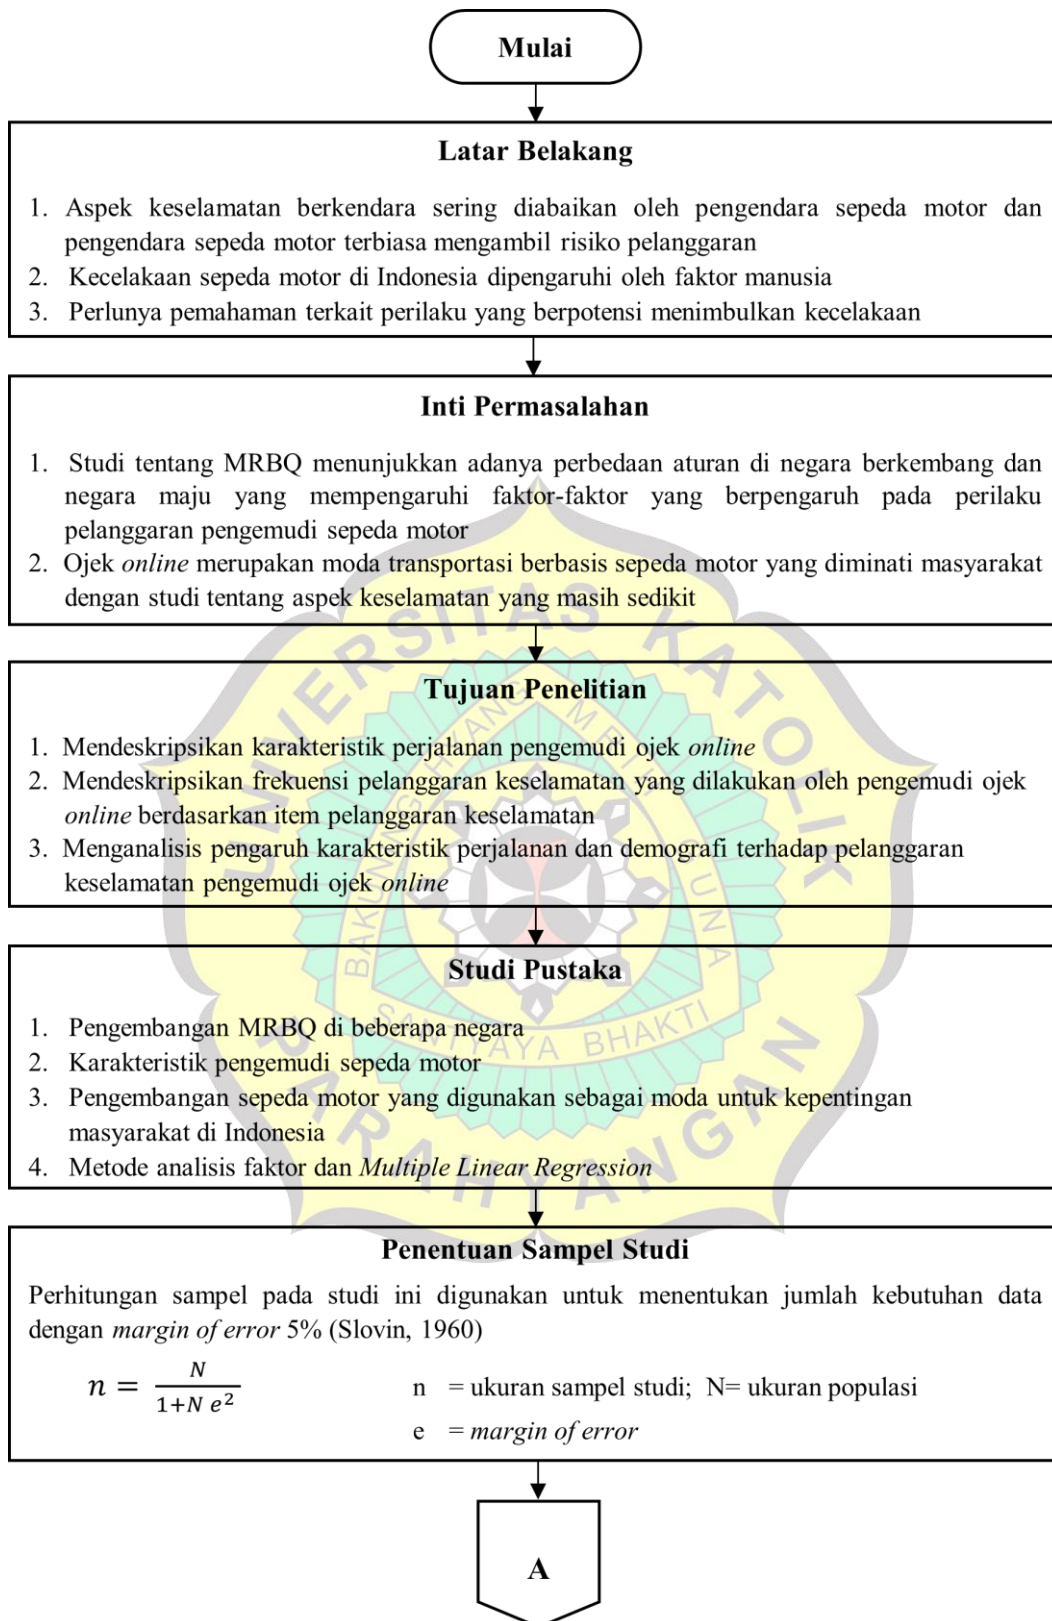 Mulai
Latar Belakang
1. Aspek keselamatan berkendara sering diabaikan oleh pengendara sepeda motor dan
pengendara sepeda motor terbiasa mengambil risiko pelanggaran
2. Kecelakaan sepeda motor di Indonesia dipengaruhi oleh faktor manusia
3. Perlunya pemahaman terkait perilaku yang berpotensi menimbulkan kecelakaan
Inti Permasalahan
1. Studi tentang MRBQ menunjukkan adanya perbedaan aturan di negara berkembang dan
negara maju yang mempengaruhi faktor-faktor yang berpengaruh pada perilaku
pelanggaran pengemudi sepeda motor
2. Ojek online merupakan moda transportasi berbasis sepeda motor yang diminati masyarakat
dengan studi tentang aspek keselamatan yang masih sedikit
Tujuan Penelitian
1. Mendeskripsikan karakteristik perjalanan pengemudi ojek online
2. Mendeskripsikan frekuensi pelanggaran keselamatan yang dilakukan oleh pengemudi ojek
online berdasarkan item pelanggaran keselamatan
3. Menganalisis pengaruh karakteristik perjalanan dan demografi terhadap pelanggaran
keselamatan pengemudi ojek online
Studi Pustaka
1. Pengembangan MRBQ di beberapa negara
2. Karakteristik pengemudi sepeda motor
3. Pengembangan sepeda motor yang digunakan sebagai moda untuk kepentingan
masyarakat di Indonesia
4. Metode analisis faktor dan Multiple Linear Regression
Penentuan Sampel Studi
Perhitungan sampel pada studi ini digunakan untuk menentukan jumlah kebutuhan data
dengan margin of error 5% (Slovin, 1960)
n = N / (1+N e²)
n = ukuran sampel studi; N= ukuran populasi
e = margin of error
A
UNIVERSITAS KATOLIK
PARAHYANGAN
SANTYAYA BHAKTI